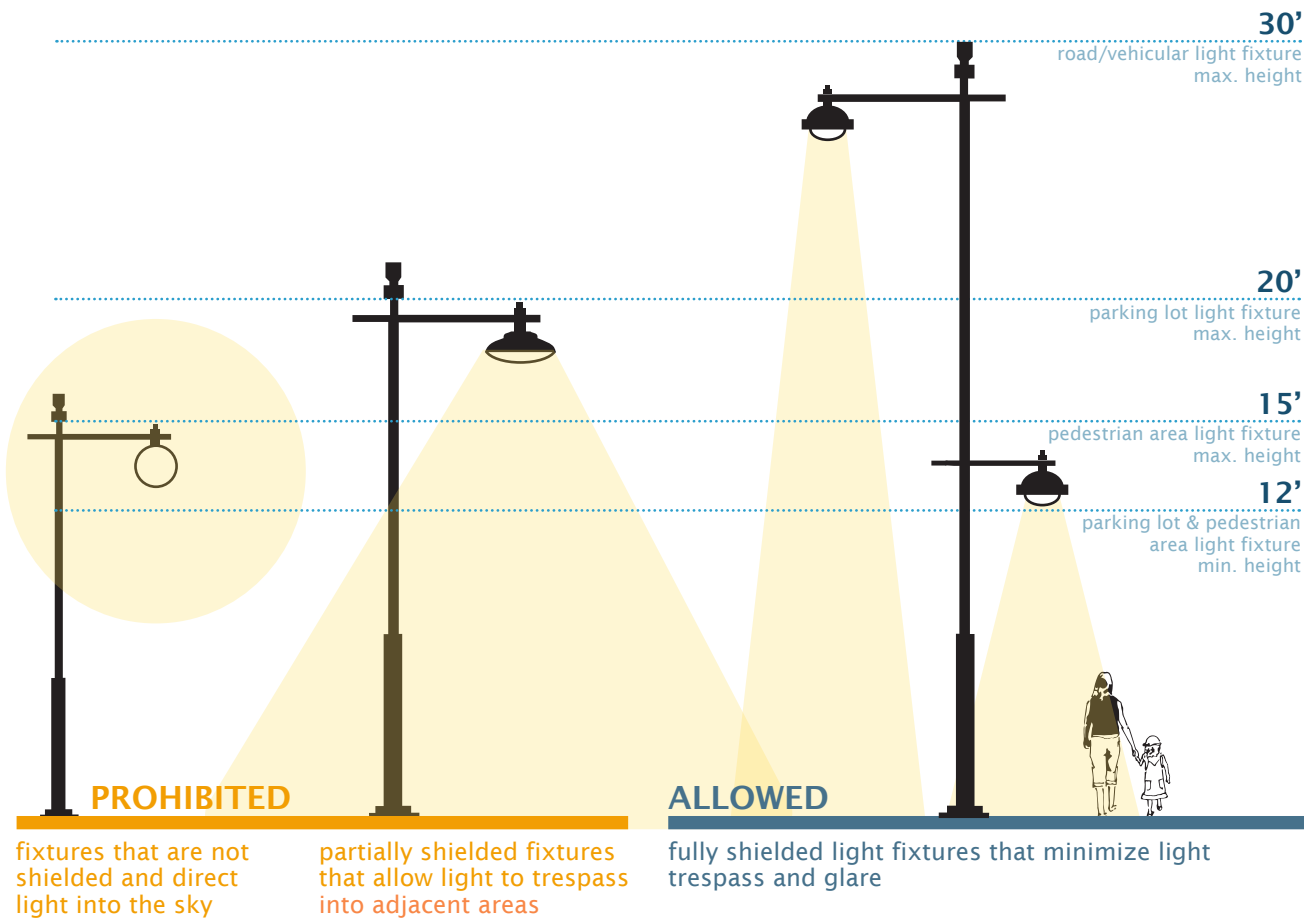 30’
road/vehicular light fixture
max. height
20’
parking lot light fixture
max. height
15’
pedestrian area light fixture
max. height
12’
parking lot & pedestrian
area light fixture
min. height
PROHIBITED
fixtures that are not
shielded and direct
light into the sky
partially shielded fixtures
that allow light to trespass
into adjacent areas
ALLOWED
fully shielded light fixtures that minimize light
trespass and glare